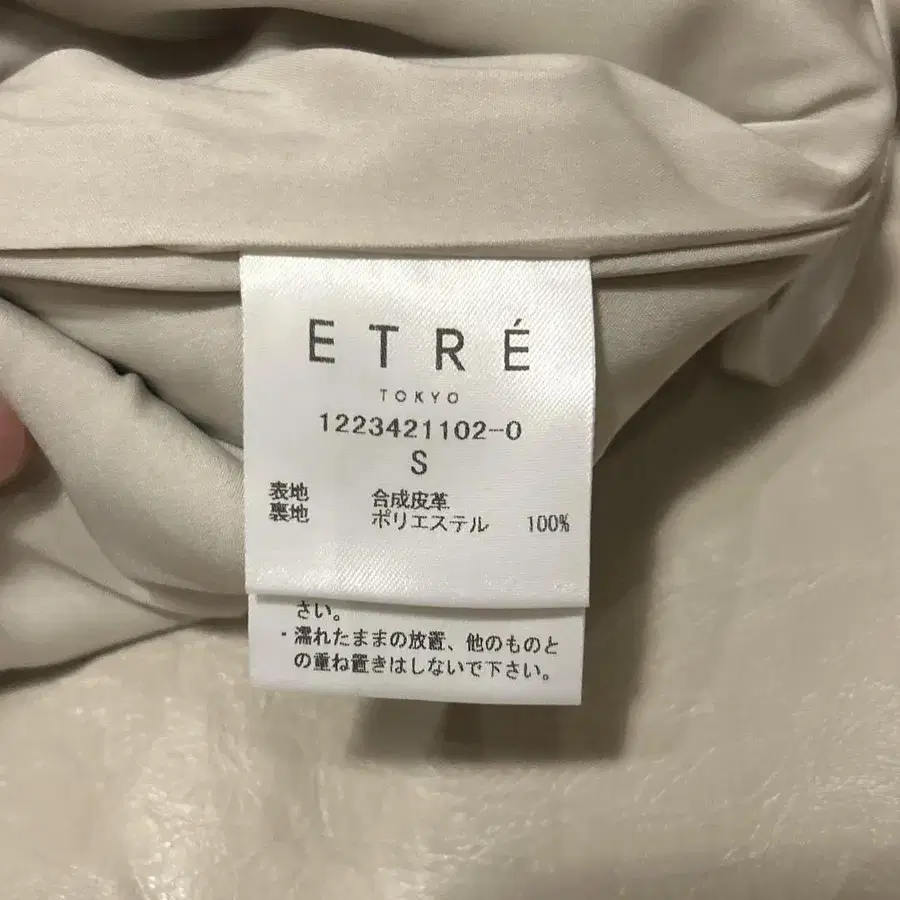 ETRÉ
TOKYO
1223421102-0
S
表地 合成皮革
裏地 ポリエステル 100%
さい。
・濡れたままの放置、他のものと
の重ね置きはしないで下さい。